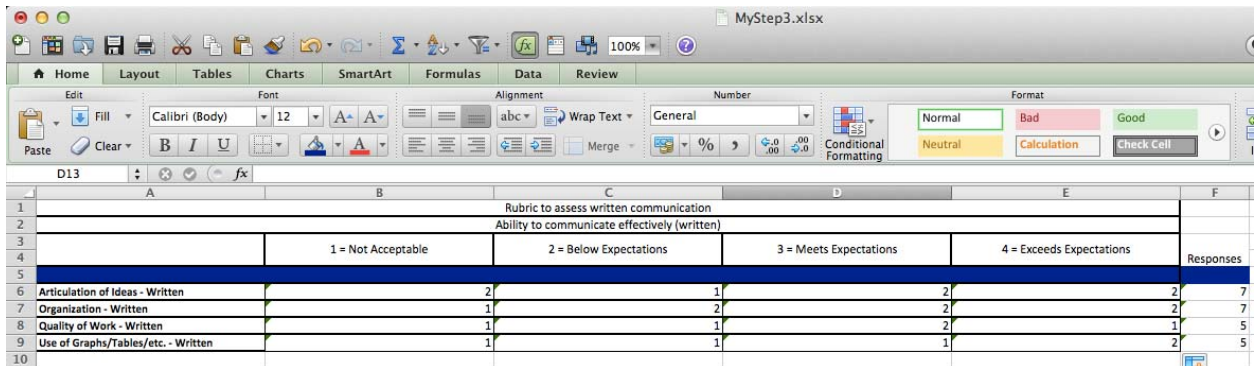 MyStep3.xlsx
100%
Home Layout Tables Charts SmartArt Formulas Data Review
Edit Font Alignment Number Format
Fill Calibri (Body) 12 A A abc Wrap Text General Normal Bad Good
Paste Clear B I U A Merge % , .0 .00 .00 .0 Conditional Formatting Neutral Calculation Check Cell
D13 fx
A B C D E F
1 Rubric to assess written communication
2 Ability to communicate effectively (written)
3 1 = Not Acceptable 2 = Below Expectations 3 = Meets Expectations 4 = Exceeds Expectations
4 Responses
5
6 Articulation of Ideas - Written 2 1 2 2 7
7 Organization - Written 1 2 2 2 7
8 Quality of Work - Written 1 1 2 1 5
9 Use of Graphs/Tables/etc. - Written 1 1 1 2 5
10